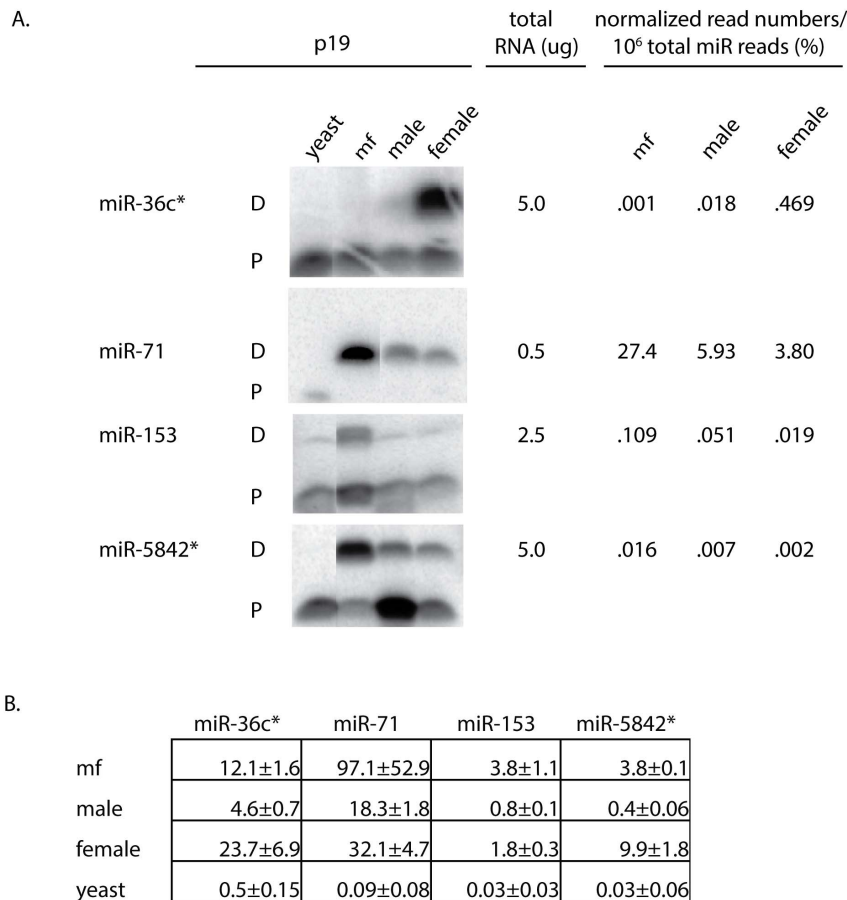 A.
p19
total RNA (ug)
normalized read numbers/ 10⁶ total miR reads (%)
yeast mf male female mf male female
miR-36c* D 5.0 .001 .018 .469
P
miR-71 D 0.5 27.4 5.93 3.80
P
miR-153 D 2.5 .109 .051 .019
P
miR-5842* D 5.0 .016 .007 .002
P
B.
miR-36c* miR-71 miR-153 miR-5842*
mf 12.1±1.6 97.1±52.9 3.8±1.1 3.8±0.1
male 4.6±0.7 18.3±1.8 0.8±0.1 0.4±0.06
female 23.7±6.9 32.1±4.7 1.8±0.3 9.9±1.8
yeast 0.5±0.15 0.09±0.08 0.03±0.03 0.03±0.06